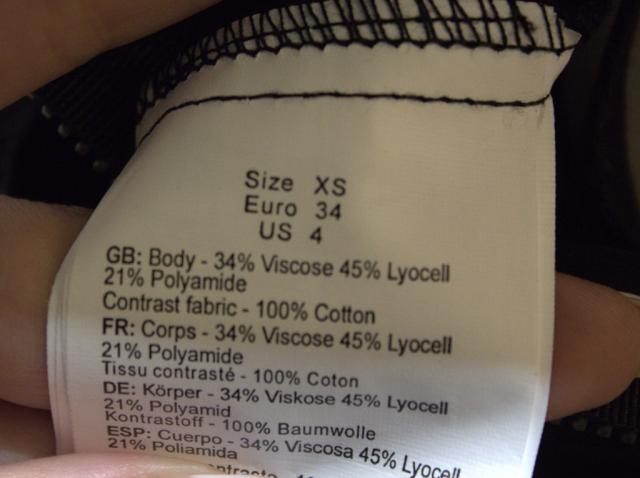 Size XS
Euro 34
US 4
GB: Body - 34% Viscose 45% Lyocell
21% Polyamide
Contrast fabric - 100% Cotton
FR: Corps - 34% Viscose 45% Lyocell
21% Polyamide
Tissu contrasté - 100% Coton
DE: Körper - 34% Viskose 45% Lyocell
21% Polyamid
Kontrastoff - 100% Baumwolle
ESP: Cuerpo - 34% Viscosa 45% Lyocell
21% Poliamida